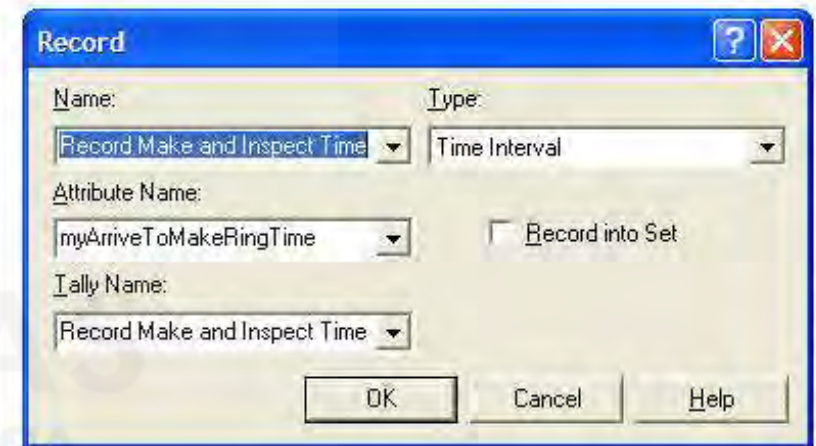 Record
Name: Type:
Record Make and Inspect Time Time Interval
Attribute Name:
myArriveToMakeRingTime Record into Set
Tally Name:
Record Make and Inspect Time
OK Cancel Help